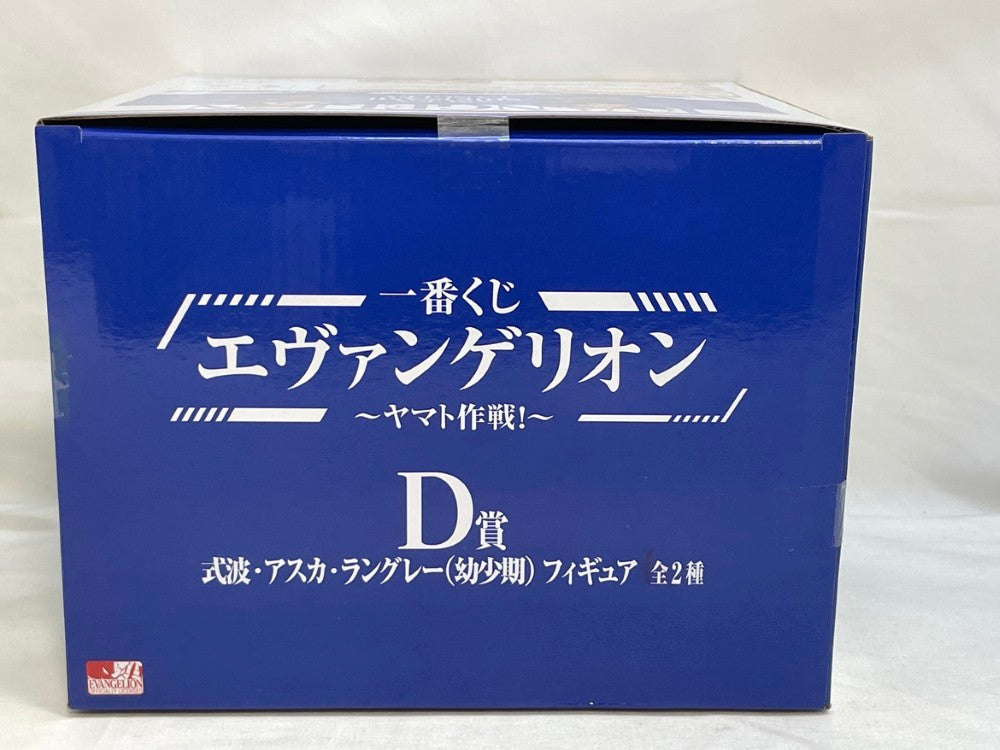 一番くじ
エヴァンゲリオン
～ヤマト作戦!～
D賞
式波・アスカ・ラングレー(幼少期) フィギュア 全2種
EVANGELION